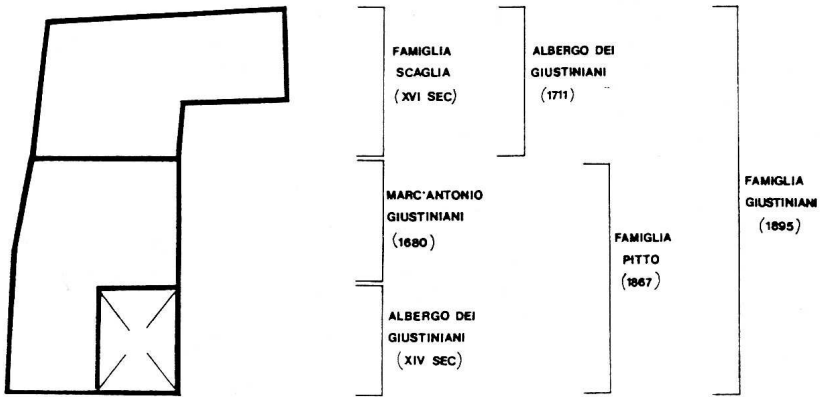 FAMIGLIA
SCAGLIA
(XVI SEC)
ALBERGO DEI
GIUSTINIANI
(1711)
MARC'ANTONIO
GIUSTINIANI
(1680)
FAMIGLIA
PITTO
(1867)
FAMIGLIA
GIUSTINIANI
(1895)
ALBERGO DEI
GIUSTINIANI
(XIV SEC)